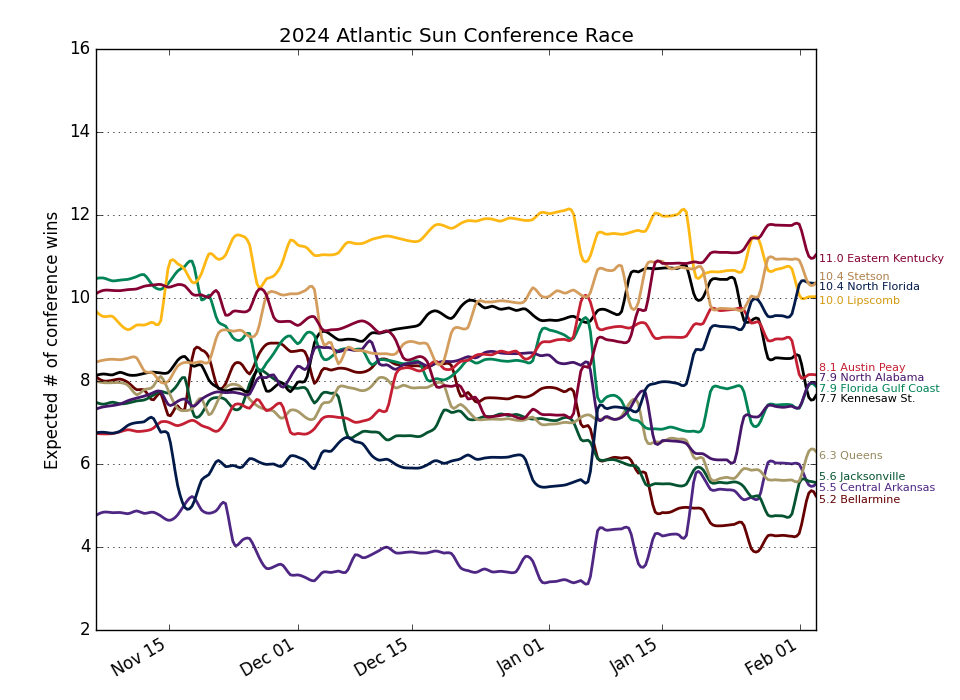 2024 Atlantic Sun Conference Race
Expected # of conference wins
16
14
12
10
8
6
4
2
Nov 15
Dec 01
Dec 15
Jan 01
Jan 15
Feb 01
11.0 Eastern Kentucky
10.4 Stetson
10.4 North Florida
10.0 Lipscomb
8.1 Austin Peay
7.9 North Alabama
7.9 Florida Gulf Coast
7.7 Kennesaw St.
6.3 Queens
5.6 Jacksonville
5.5 Central Arkansas
5.2 Bellarmine